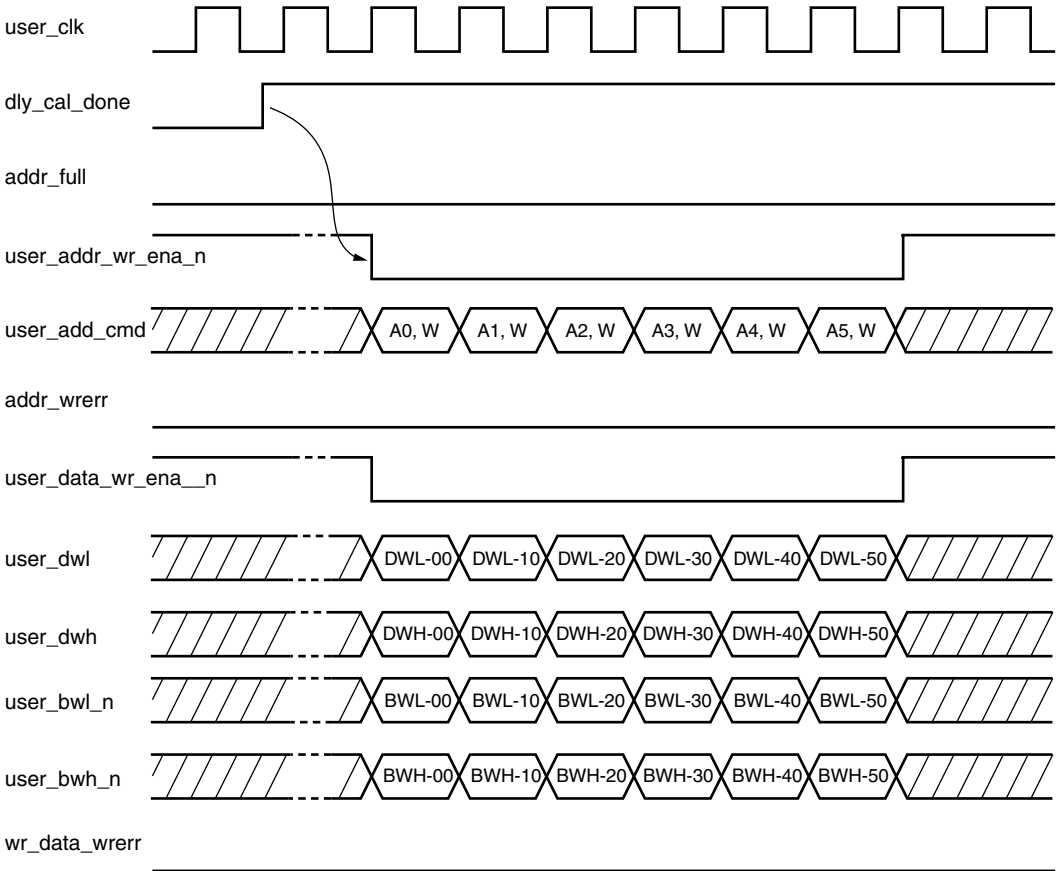 user_clk
dly_cal_done
addr_full
user_addr_wr_ena_n
user_add_cmd A0, W A1, W A2, W A3, W A4, W A5, W
addr_wrerr
user_data_wr_ena__n
user_dwl DWL-00 DWL-10 DWL-20 DWL-30 DWL-40 DWL-50
user_dwh DWH-00 DWH-10 DWH-20 DWH-30 DWH-40 DWH-50
user_bwl_n BWL-00 BWL-10 BWL-20 BWL-30 BWL-40 BWL-50
user_bwh_n BWH-00 BWH-10 BWH-20 BWH-30 BWH-40 BWH-50
wr_data_wrerr